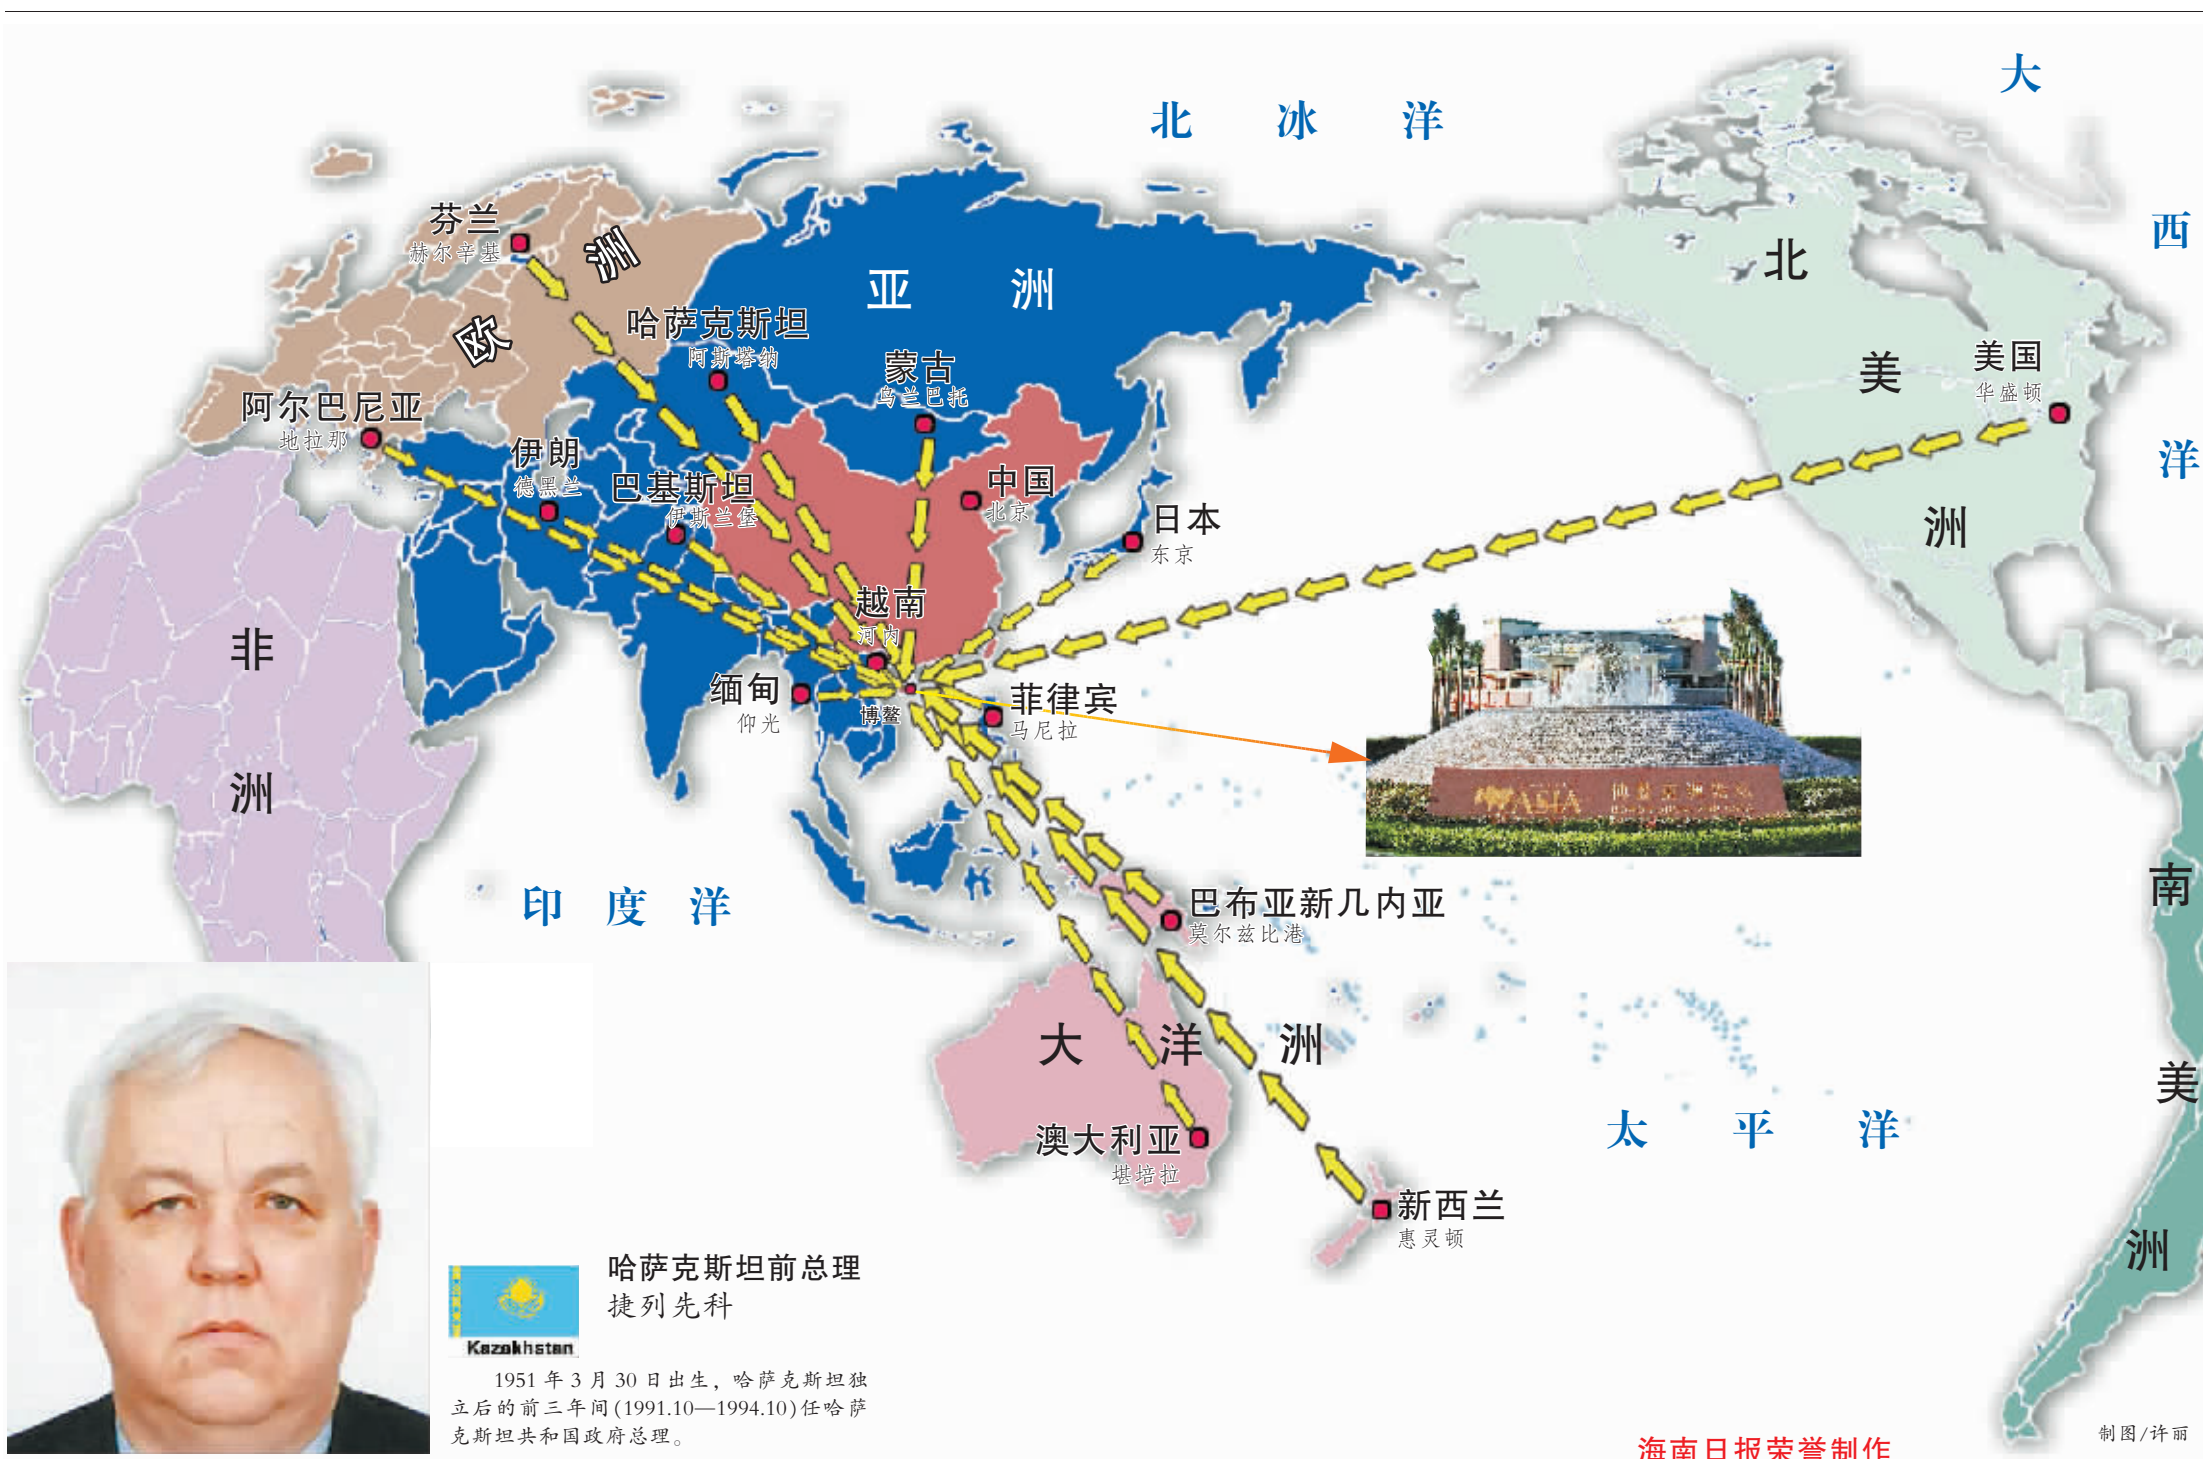 北 冰 洋
大
西
洋
芬兰
赫尔辛基
欧
洲
亚 洲
北
美
洲
哈萨克斯坦
阿斯塔纳
蒙古
乌兰巴托
美国
华盛顿
阿尔巴尼亚
地拉那
伊朗
德黑兰
巴基斯坦
伊斯兰堡
中国
北京
日本
东京
越南
河内
非
洲
缅甸
仰光
博鳌
菲律宾
马尼拉
ASIA
印 度 洋
巴布亚新几内亚
莫尔兹比港
南
美
洲
大 洋 洲
澳大利亚
堪培拉
太 平 洋
新西兰
惠灵顿
Kazakhstan
哈萨克斯坦前总理
捷列先科
1951年3月30日出生，哈萨克斯坦独
立后的前三年间(1991.10—1994.10)任哈萨
克斯坦共和国政府总理。
制图/许丽
海南日报荣誉制作